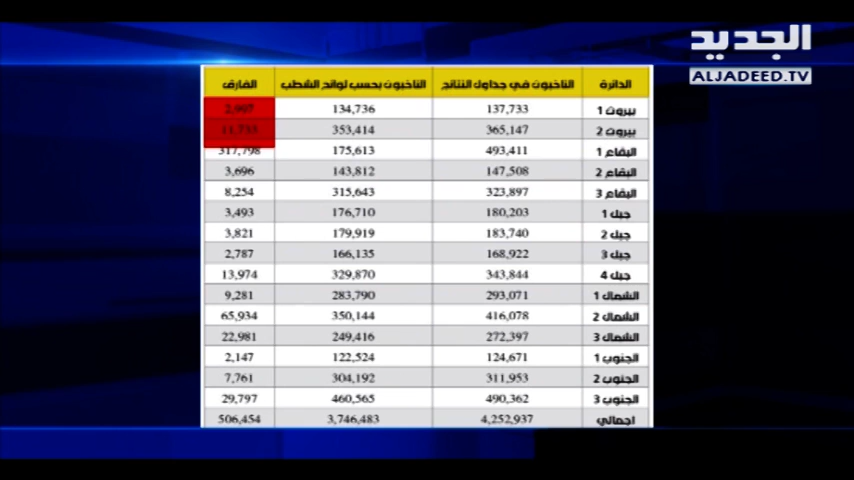 الجديد
ALJADEED.TV
الدائرة الناخبون في جداول النتائج الناخبون بحسب لوائح الشطب الفارق
بيروت 1 137,733 134,736 2,997
بيروت 2 365,147 353,414 11,733
البقاع 1 493,411 175,613 317,798
البقاع 2 147,508 143,812 3,696
البقاع 3 323,897 315,643 8,254
جبل 1 180,203 176,710 3,493
جبل 2 183,740 179,919 3,821
جبل 3 168,922 166,135 2,787
جبل 4 343,844 329,870 13,974
الشمال 1 293,071 283,790 9,281
الشمال 2 416,078 350,144 65,934
الشمال 3 272,397 249,416 22,981
الجنوب 1 124,671 122,524 2,147
الجنوب 2 311,953 304,192 7,761
الجنوب 3 490,362 460,565 29,797
اجمالي 4,252,937 3,746,483 506,454